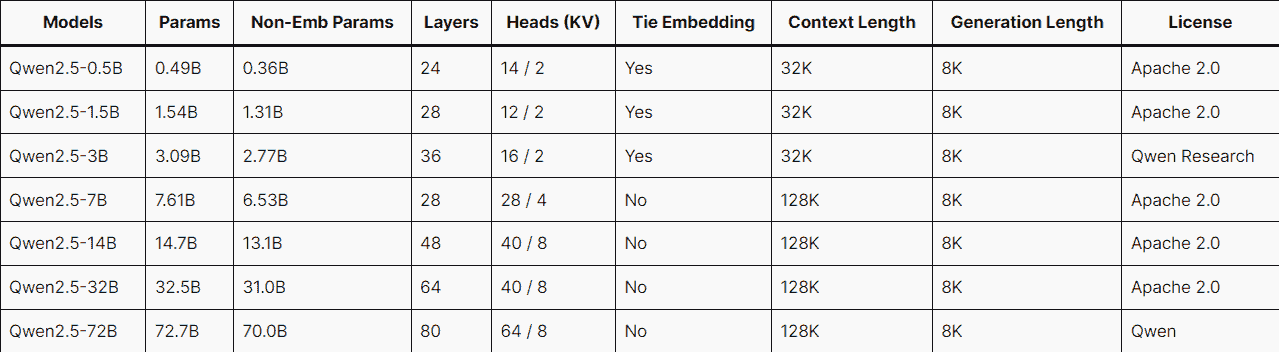 Models Params Non-Emb Params Layers Heads (KV) Tie Embedding Context Length Generation Length License
Qwen2.5-0.5B 0.49B 0.36B 24 14 / 2 Yes 32K 8K Apache 2.0
Qwen2.5-1.5B 1.54B 1.31B 28 12 / 2 Yes 32K 8K Apache 2.0
Qwen2.5-3B 3.09B 2.77B 36 16 / 2 Yes 32K 8K Qwen Research
Qwen2.5-7B 7.61B 6.53B 28 28 / 4 No 128K 8K Apache 2.0
Qwen2.5-14B 14.7B 13.1B 48 40 / 8 No 128K 8K Apache 2.0
Qwen2.5-32B 32.5B 31.0B 64 40 / 8 No 128K 8K Apache 2.0
Qwen2.5-72B 72.7B 70.0B 80 64 / 8 No 128K 8K Qwen